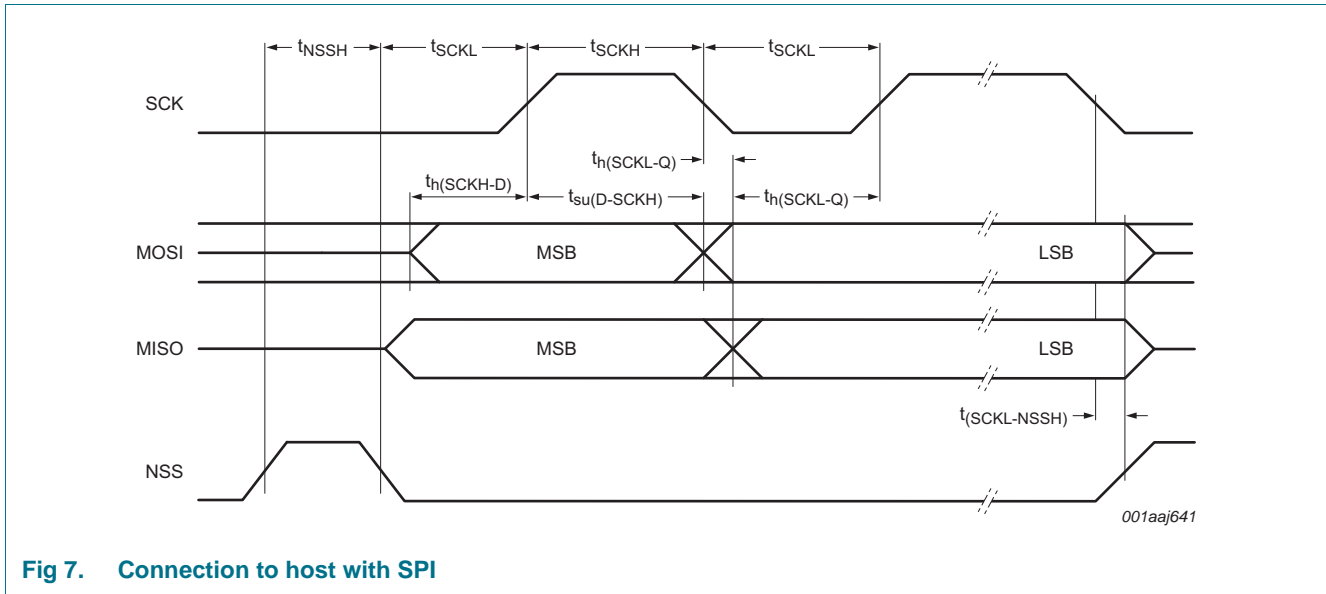 tNSSH tSCKL tSCKH tSCKL
SCK
th(SCKL-Q)
th(SCKH-D) tsu(D-SCKH) th(SCKL-Q)
MOSI MSB LSB
MISO MSB LSB
t(SCKL-NSSH)
NSS
001aaj641
Fig 7. Connection to host with SPI